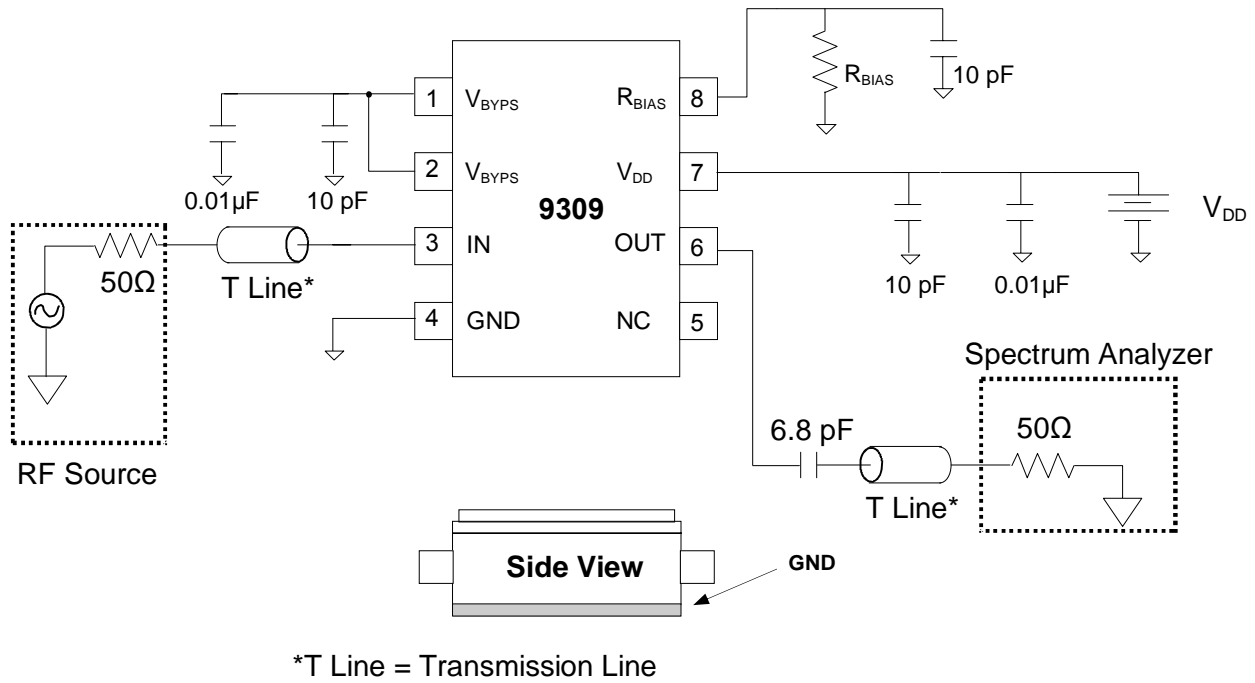 1 V_BYPS
2 V_BYPS
3 IN
4 GND
9309
R_BIAS 8
V_DD 7
OUT 6
NC 5
R_BIAS
10 pF
0.01µF
10 pF
10 pF
0.01µF
V_DD
50Ω
T Line*
RF Source
6.8 pF
T Line*
Spectrum Analyzer
50Ω
Side View
GND
*T Line = Transmission Line